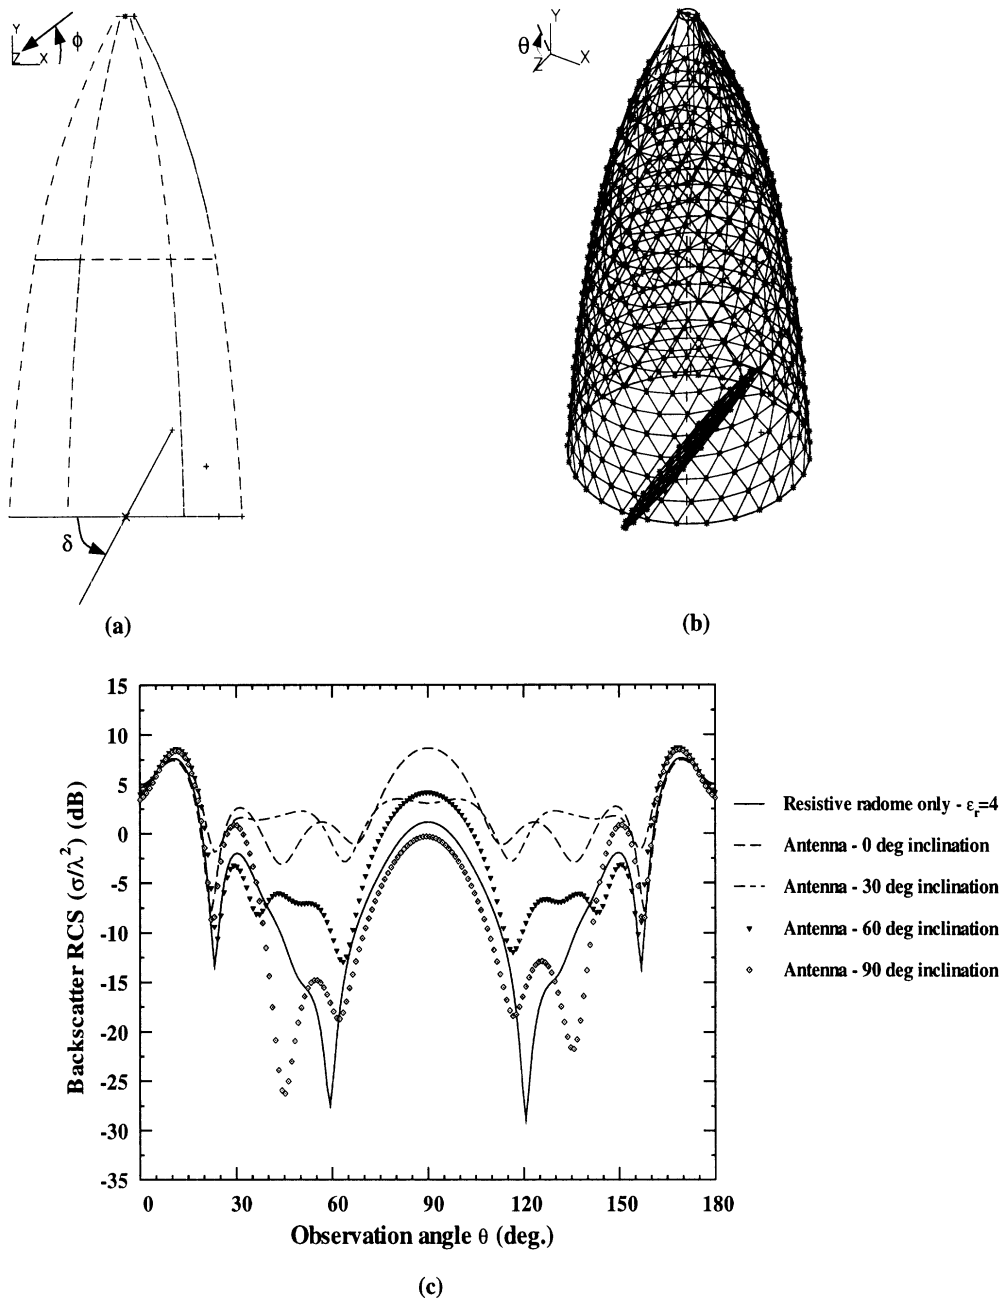 Y
Z X
ϕ
δ
(a)
Y
θ
Z X
(b)
15
10
5
0
-5
-10
-15
-20
-25
-30
-35
Backscatter RCS (σ/λ²) (dB)
0 30 60 90 120 150 180
Observation angle θ (deg.)
Resistive radome only - εᵣ=4
Antenna - 0 deg inclination
Antenna - 30 deg inclination
Antenna - 60 deg inclination
Antenna - 90 deg inclination
(c)